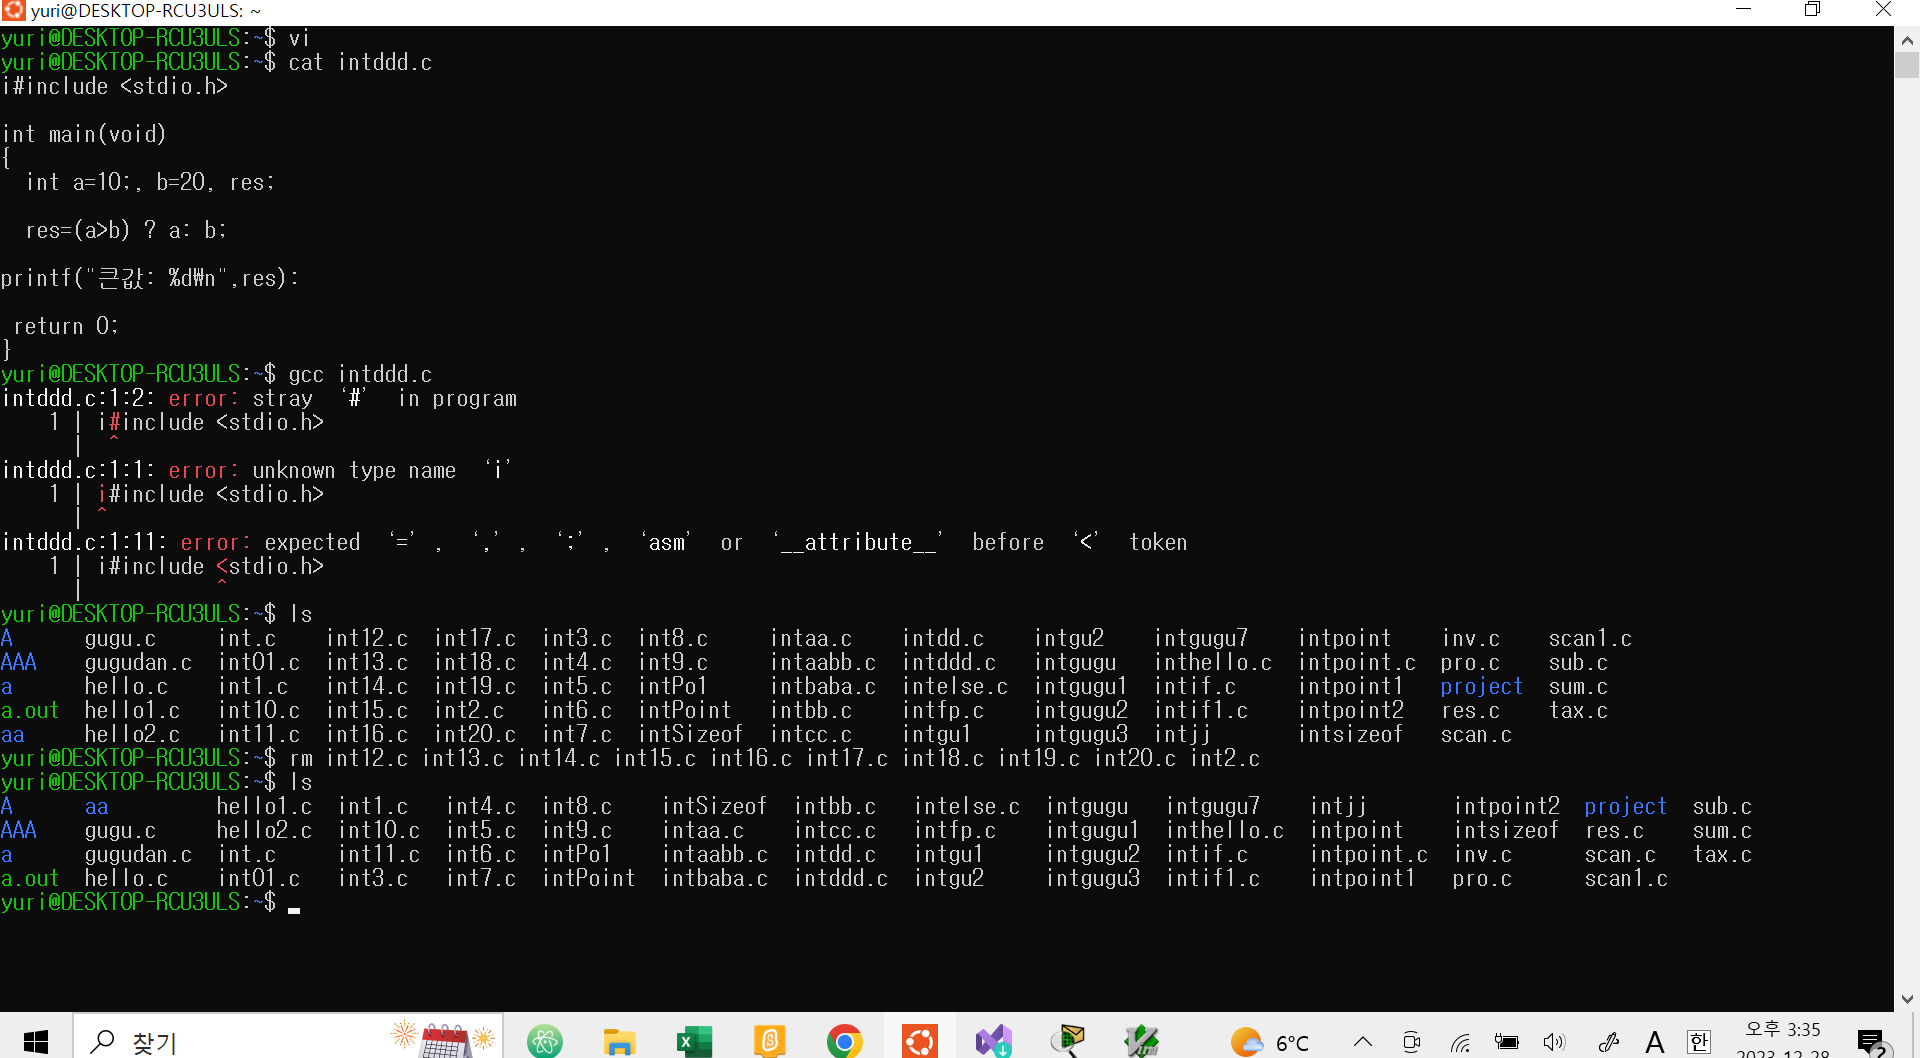 yuri@DESKTOP-RCU3ULS: ~
yuri@DESKTOP-RCU3ULS:~$ vi
yuri@DESKTOP-RCU3ULS:~$ cat intddd.c
i#include <stdio.h>
int main(void)
{
int a=10;, b=20, res;
res=(a>b) ? a: b;
printf("큰값: %d₩n",res):
return 0;
}
yuri@DESKTOP-RCU3ULS:~$ gcc intddd.c
intddd.c:1:2: error: stray ‘#’ in program
1 | i#include <stdio.h>
| ^
intddd.c:1:1: error: unknown type name ‘i’
1 | i#include <stdio.h>
| ^
intddd.c:1:11: error: expected ‘=’, ‘,’, ‘;’, ‘asm’ or ‘__attribute__’ before ‘<’ token
1 | i#include <stdio.h>
| ^
yuri@DESKTOP-RCU3ULS:~$ ls
A gugu.c int.c int12.c int17.c int3.c int8.c intaa.c intdd.c intgu2 intgugu7 intpoint inv.c scan1.c
AAA gugudan.c int01.c int13.c int18.c int4.c int9.c intaabb.c intddd.c intgugu inthello.c intpoint.c pro.c sub.c
a hello.c int1.c int14.c int19.c int5.c intPo1 intbaba.c intelse.c intgugu1 intif.c intpoint1 project sum.c
a.out hello1.c int10.c int15.c int2.c int6.c intPoint intbb.c intfp.c intgugu2 intif1.c intpoint2 res.c tax.c
aa hello2.c int11.c int16.c int20.c int7.c intSizeof intcc.c intgu1 intgugu3 intjj intsizeof scan.c
yuri@DESKTOP-RCU3ULS:~$ rm int12.c int13.c int14.c int15.c int16.c int17.c int18.c int19.c int20.c int2.c
yuri@DESKTOP-RCU3ULS:~$ ls
A aa hello1.c int1.c int4.c int8.c intSizeof intbb.c intelse.c intgugu intgugu7 intjj intpoint2 project sub.c
AAA gugu.c hello2.c int10.c int5.c int9.c intaa.c intcc.c intfp.c intgugu1 inthello.c intpoint intsizeof res.c sum.c
a gugudan.c int.c int11.c int6.c intPo1 intaabb.c intdd.c intgu1 intgugu2 intif.c intpoint.c inv.c scan.c tax.c
a.out hello.c int01.c int3.c int7.c intPoint intbaba.c intddd.c intgu2 intgugu3 intif1.c intpoint1 pro.c scan1.c
yuri@DESKTOP-RCU3ULS:~$
찾기
6°C
A
한
오후 3:35
2023-12-28
2